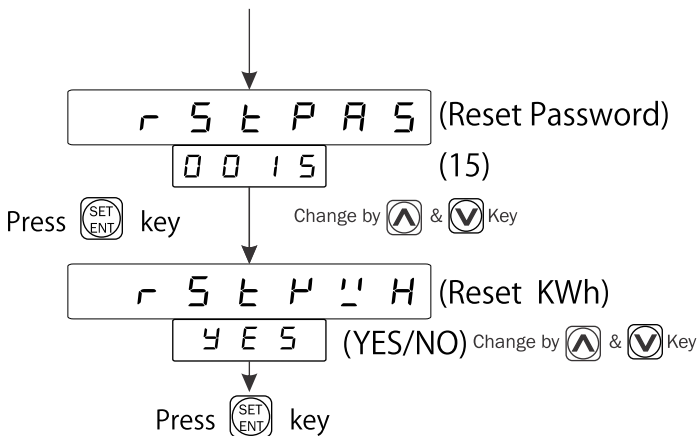 rStPAS (Reset Password)
0015 (15)
Press SET ENT key Change by & Key
rStKWH (Reset KWh)
YES (YES/NO) Change by & Key
Press SET ENT key